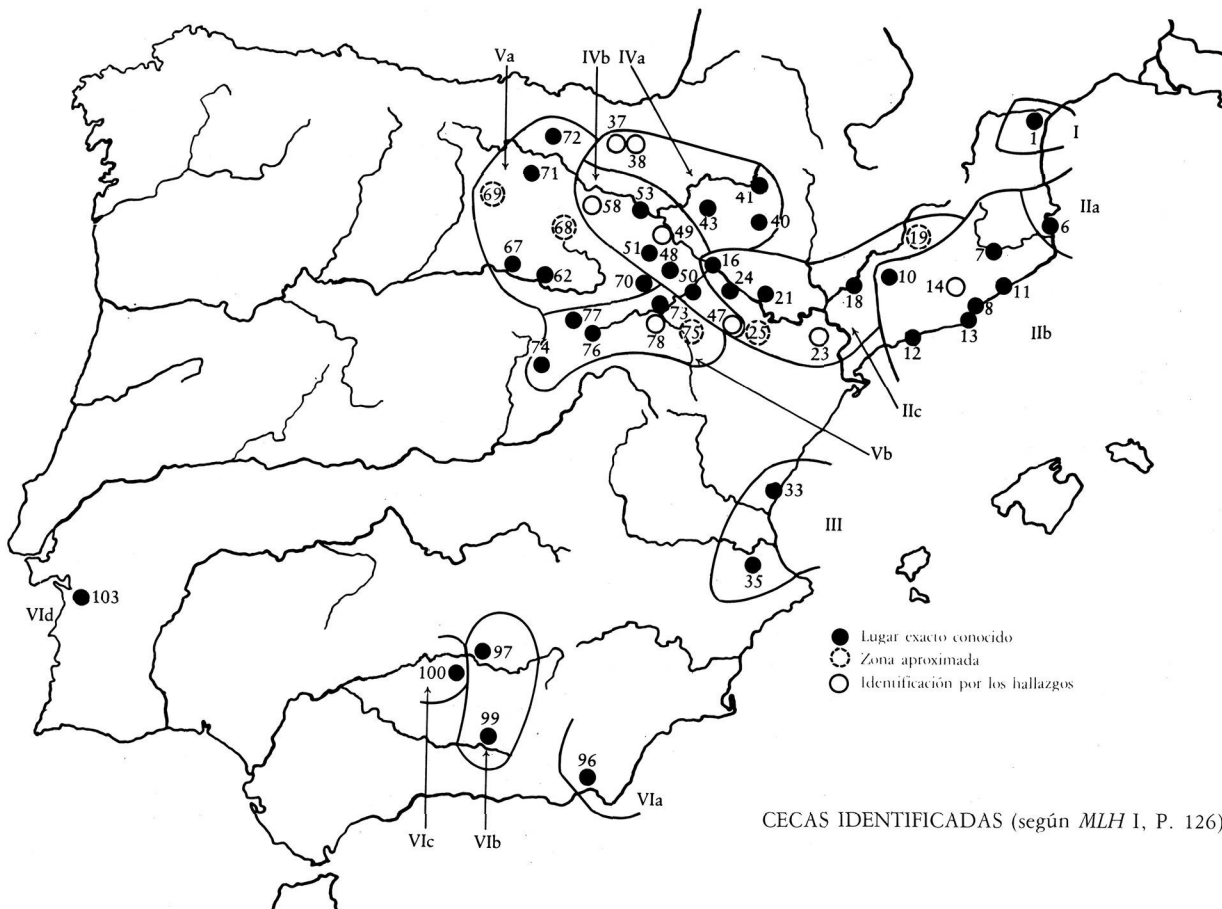 Va
IVb
IVa
37
72
38
1
I
71
53
41
69
58
43
40
IIa
68
49
19
6
51
48
16
7
67
62
50
24
10
14
11
70
21
18
8
77
73
47
25
13
IIb
74
76
78
75
23
12
IIc
Vb
33
III
35
103
VId
● Lugar exacto conocido
Zona aproximada
○ Identificación por los hallazgos
97
100
99
96
VIa
VIc
VIb
CECAS IDENTIFICADAS (según MLH I, P. 126)